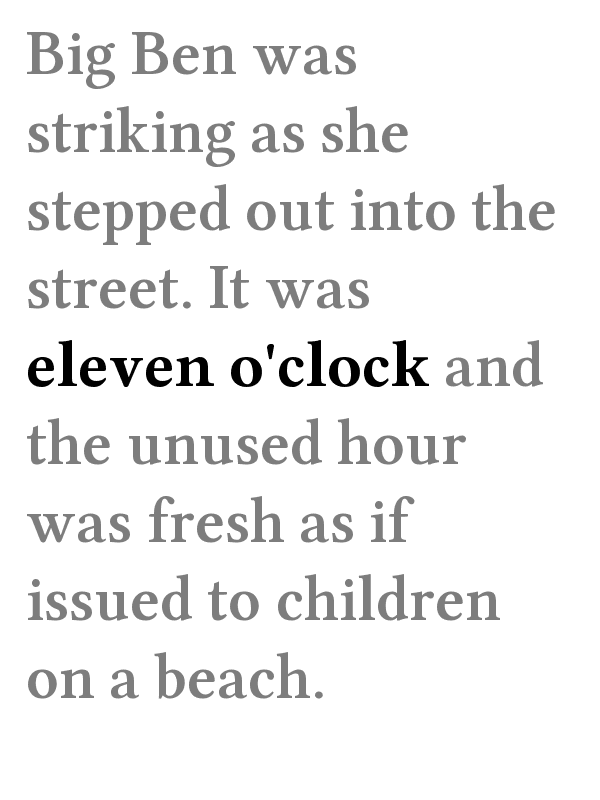 Big Ben was
striking as she
stepped out into the
street. It was
eleven o'clock and
the unused hour
was fresh as if
issued to children
on a beach.